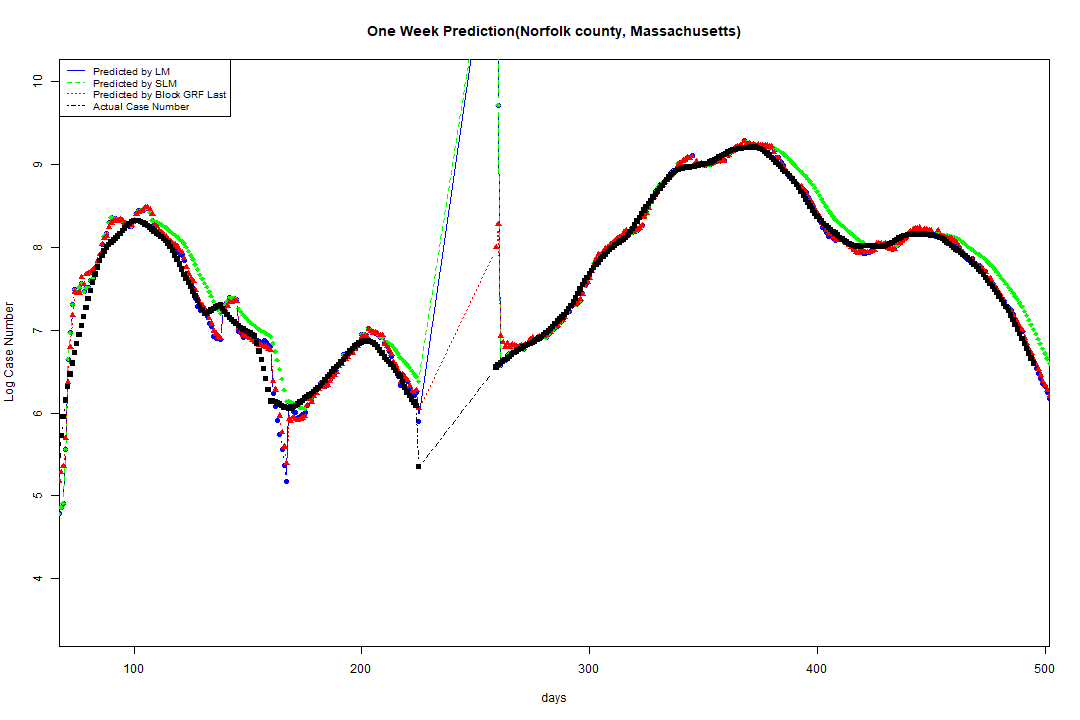 One Week Prediction(Norfolk county, Massachusetts)
Predicted by LM
Predicted by SLM
Predicted by Block GRF Last
Actual Case Number
Log Case Number
10
9
8
7
6
5
4
100 200 300 400 500
days